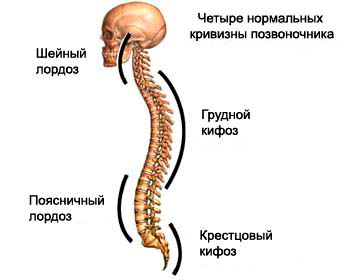 Четыре нормальных
кривизны позвоночника
Шейный
лордоз
Грудной
кифоз
Поясничный
лордоз
Крестцовый
кифоз